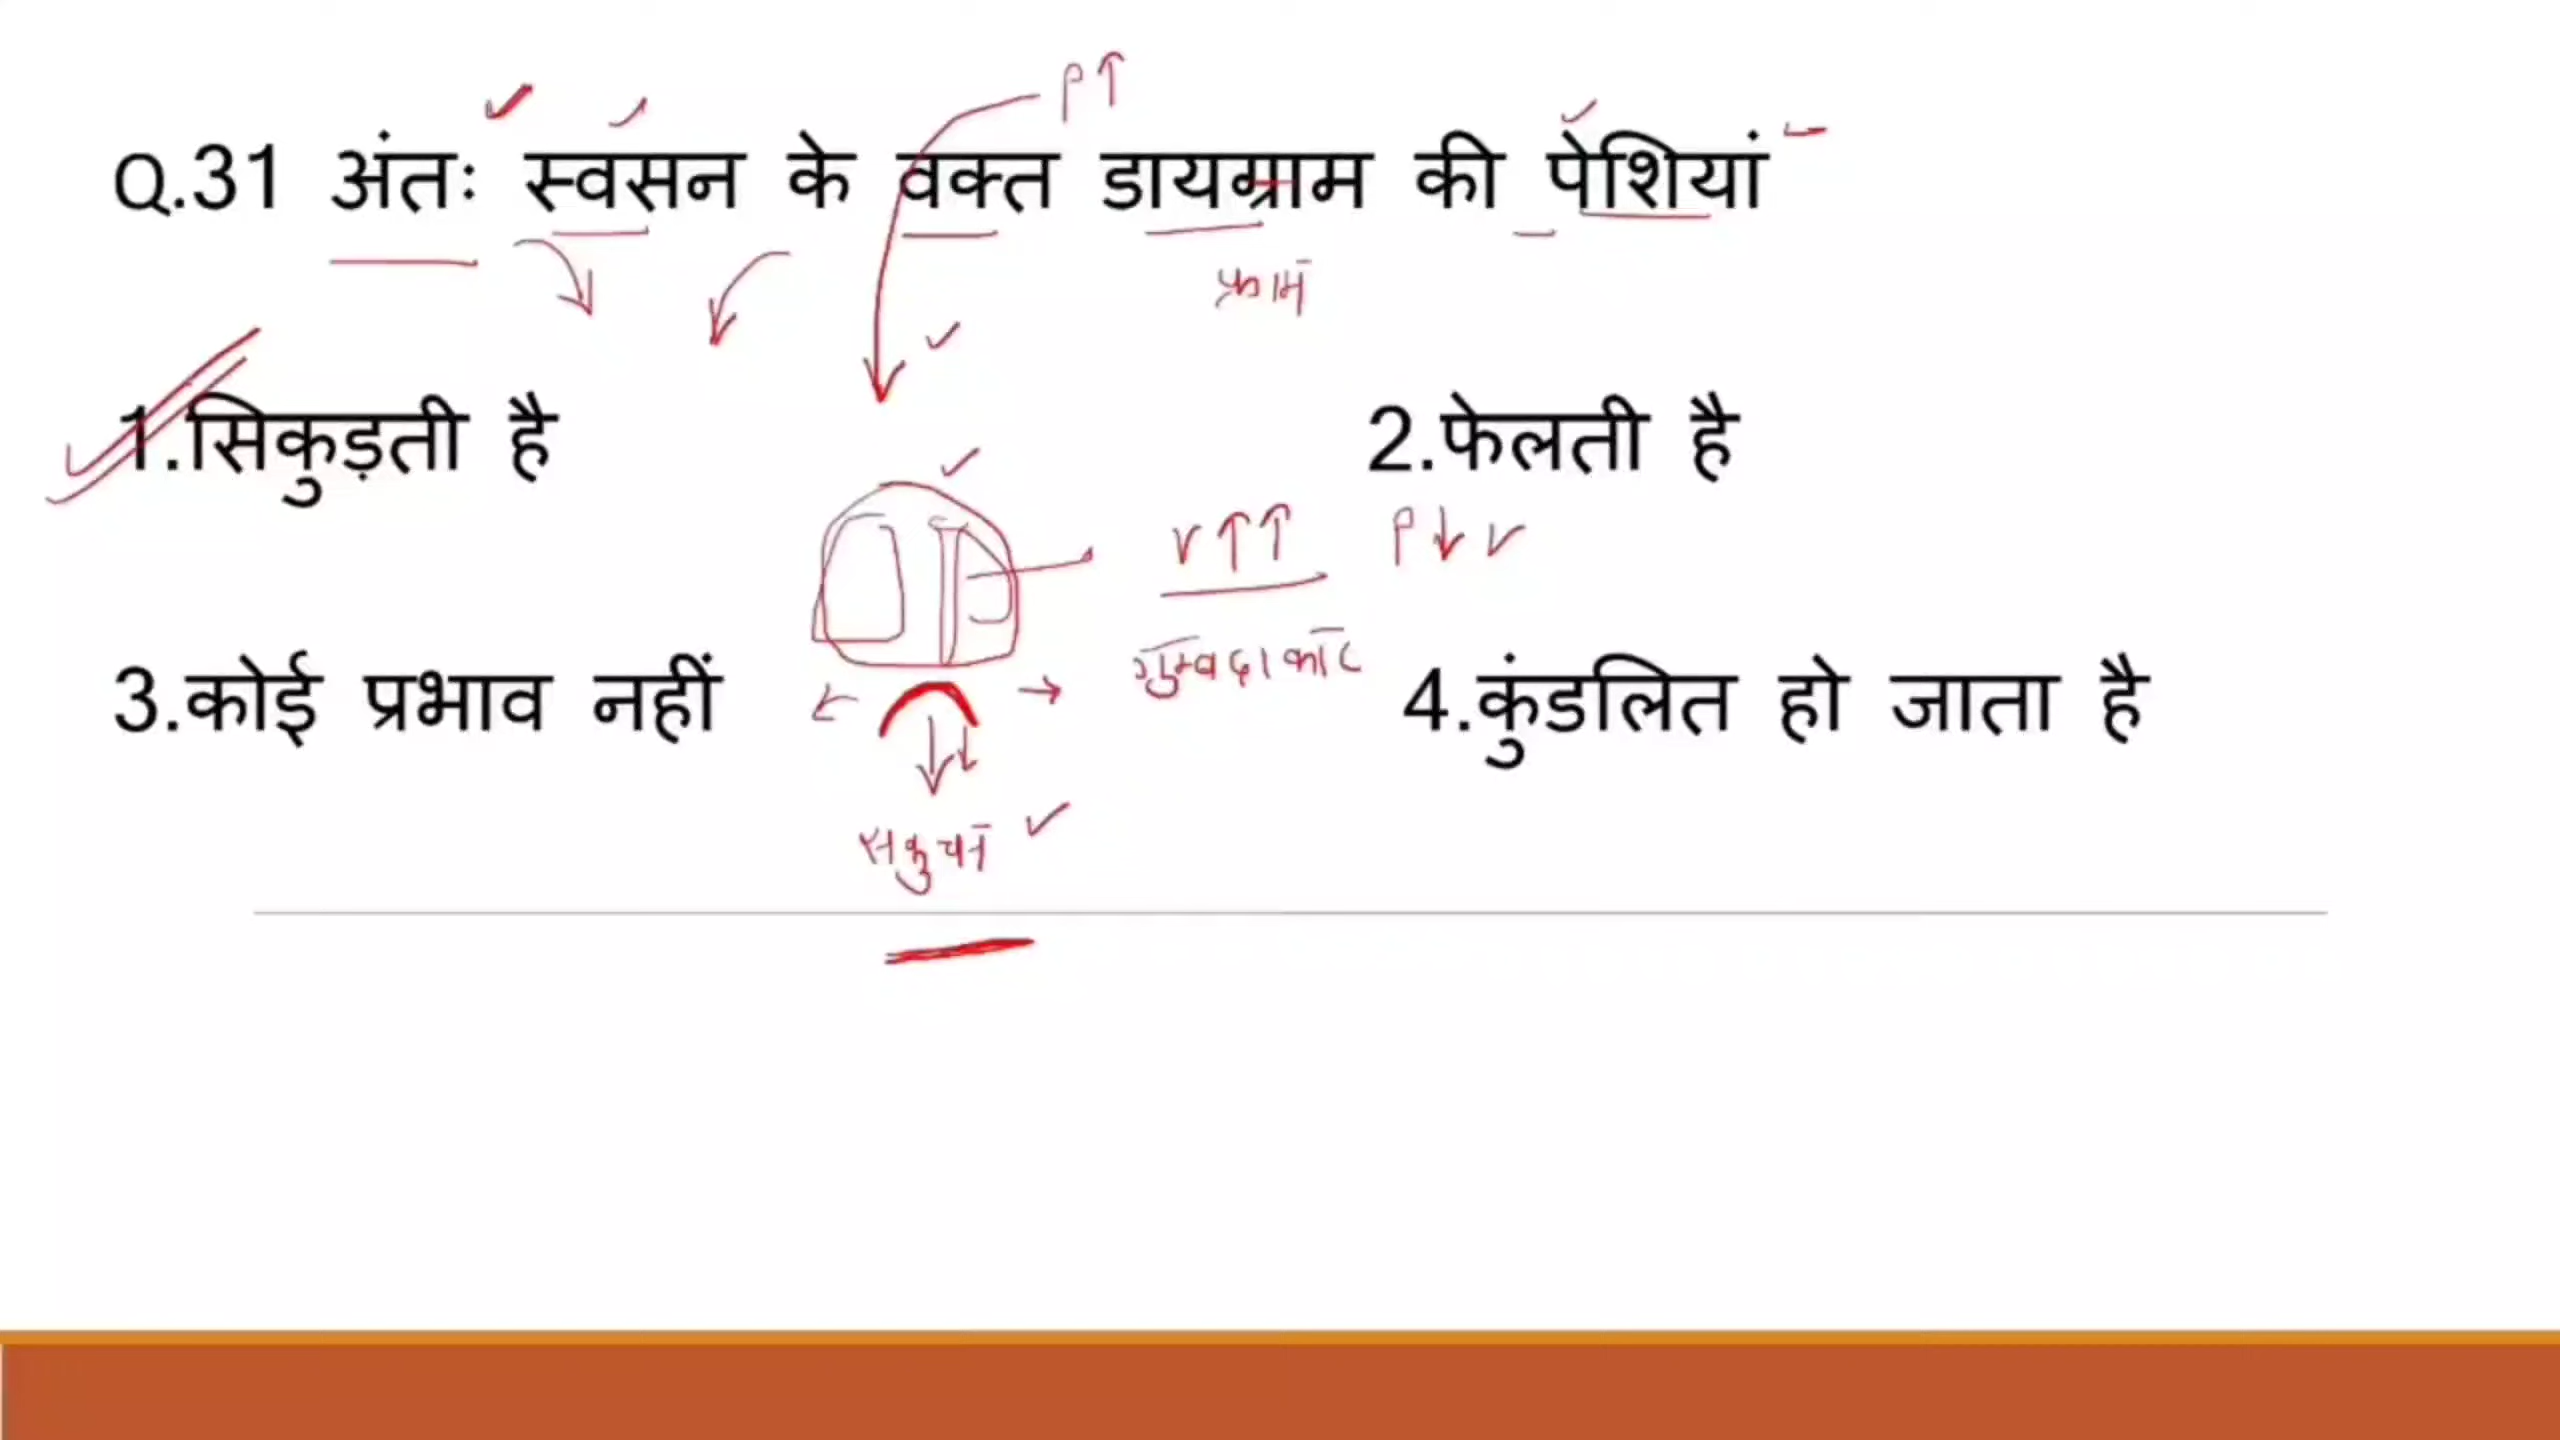 P↑
Q.31 अंतः स्वसन के वक्त डायग्राम की पेशियां
फ्राम
1.सिकुड़ती है
2.फेलती है
V↑↑ P↓
3.कोई प्रभाव नहीं
4.कुंडलित हो जाता है